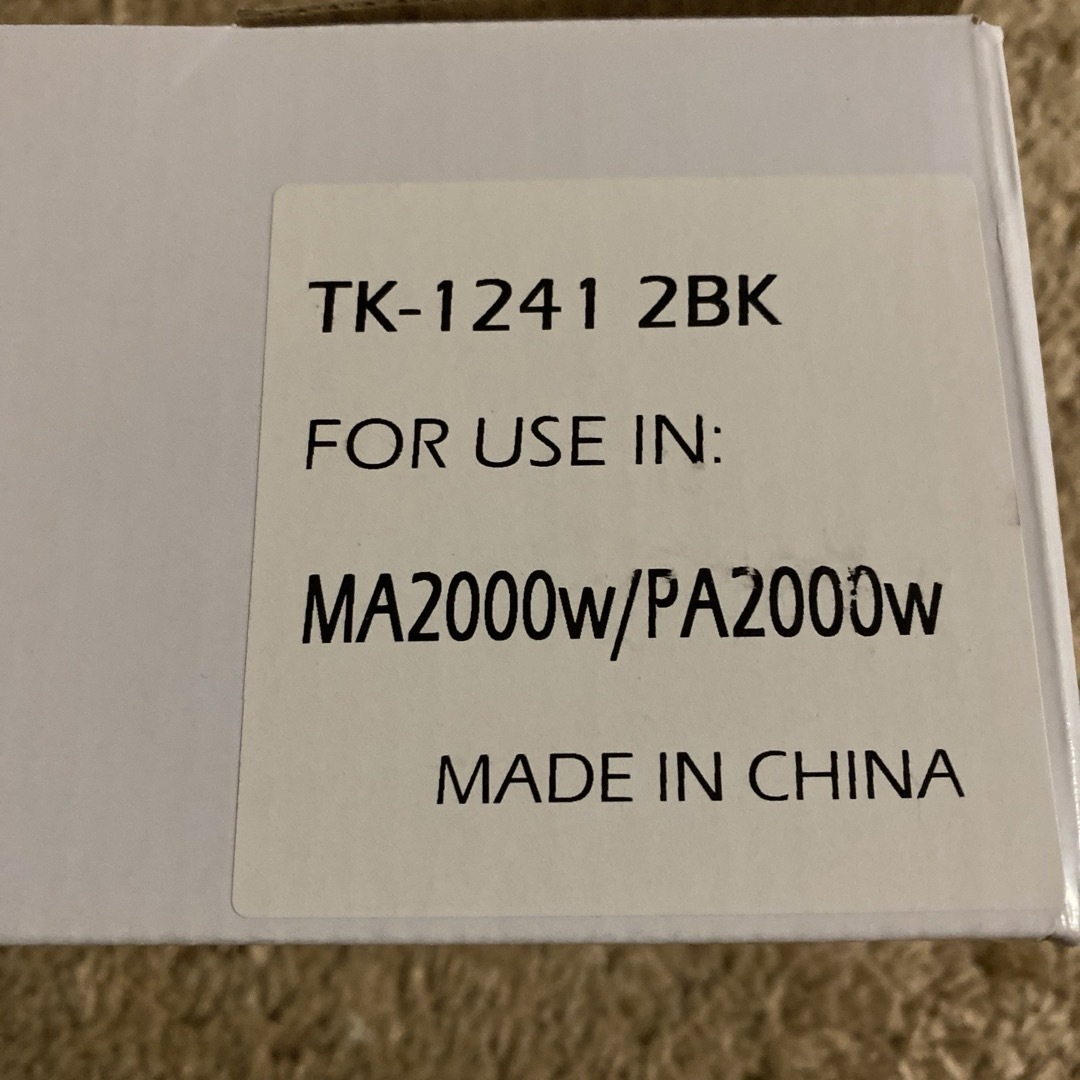 TK-1241 2BK
FOR USE IN:
MA2000w/PA2000w
MADE IN CHINA